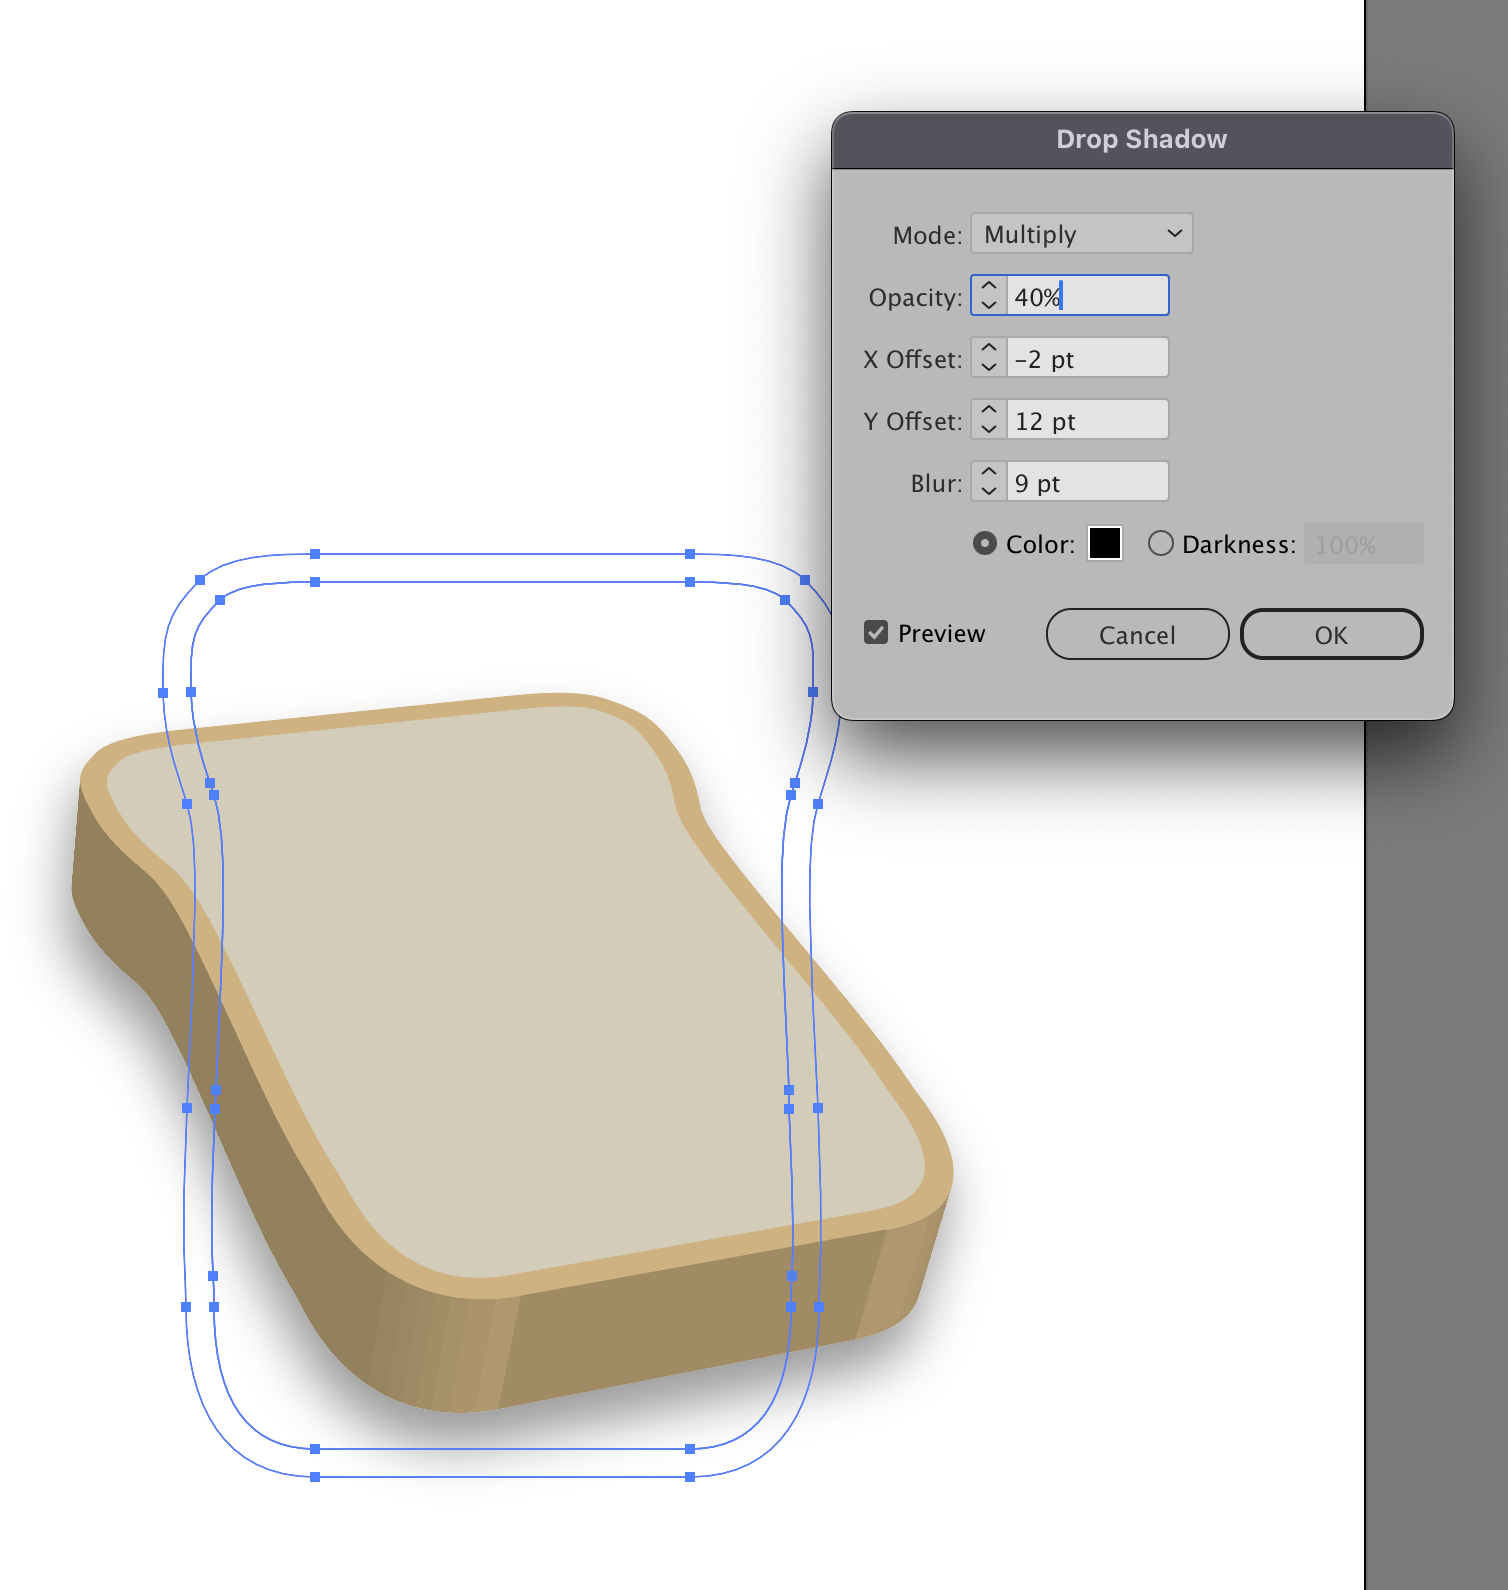 Drop Shadow
Mode: Multiply
Opacity: 40%
X Offset: -2 pt
Y Offset: 12 pt
Blur: 9 pt
Color: Darkness: 100%
Preview Cancel OK